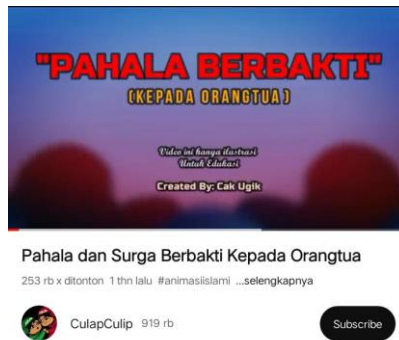 "PAHALA BERBAKTI"
(KEPADA ORANGTUA)
Video ini hanya ilustrasi
Untuk Edukasi
Created By: Cak Ugik
Pahala dan Surga Berbakti Kepada Orangtua
253 rb x ditonton 1 thn lalu #animasiislami ...selengkapnya
CulapCulip 919 rb
Subscribe